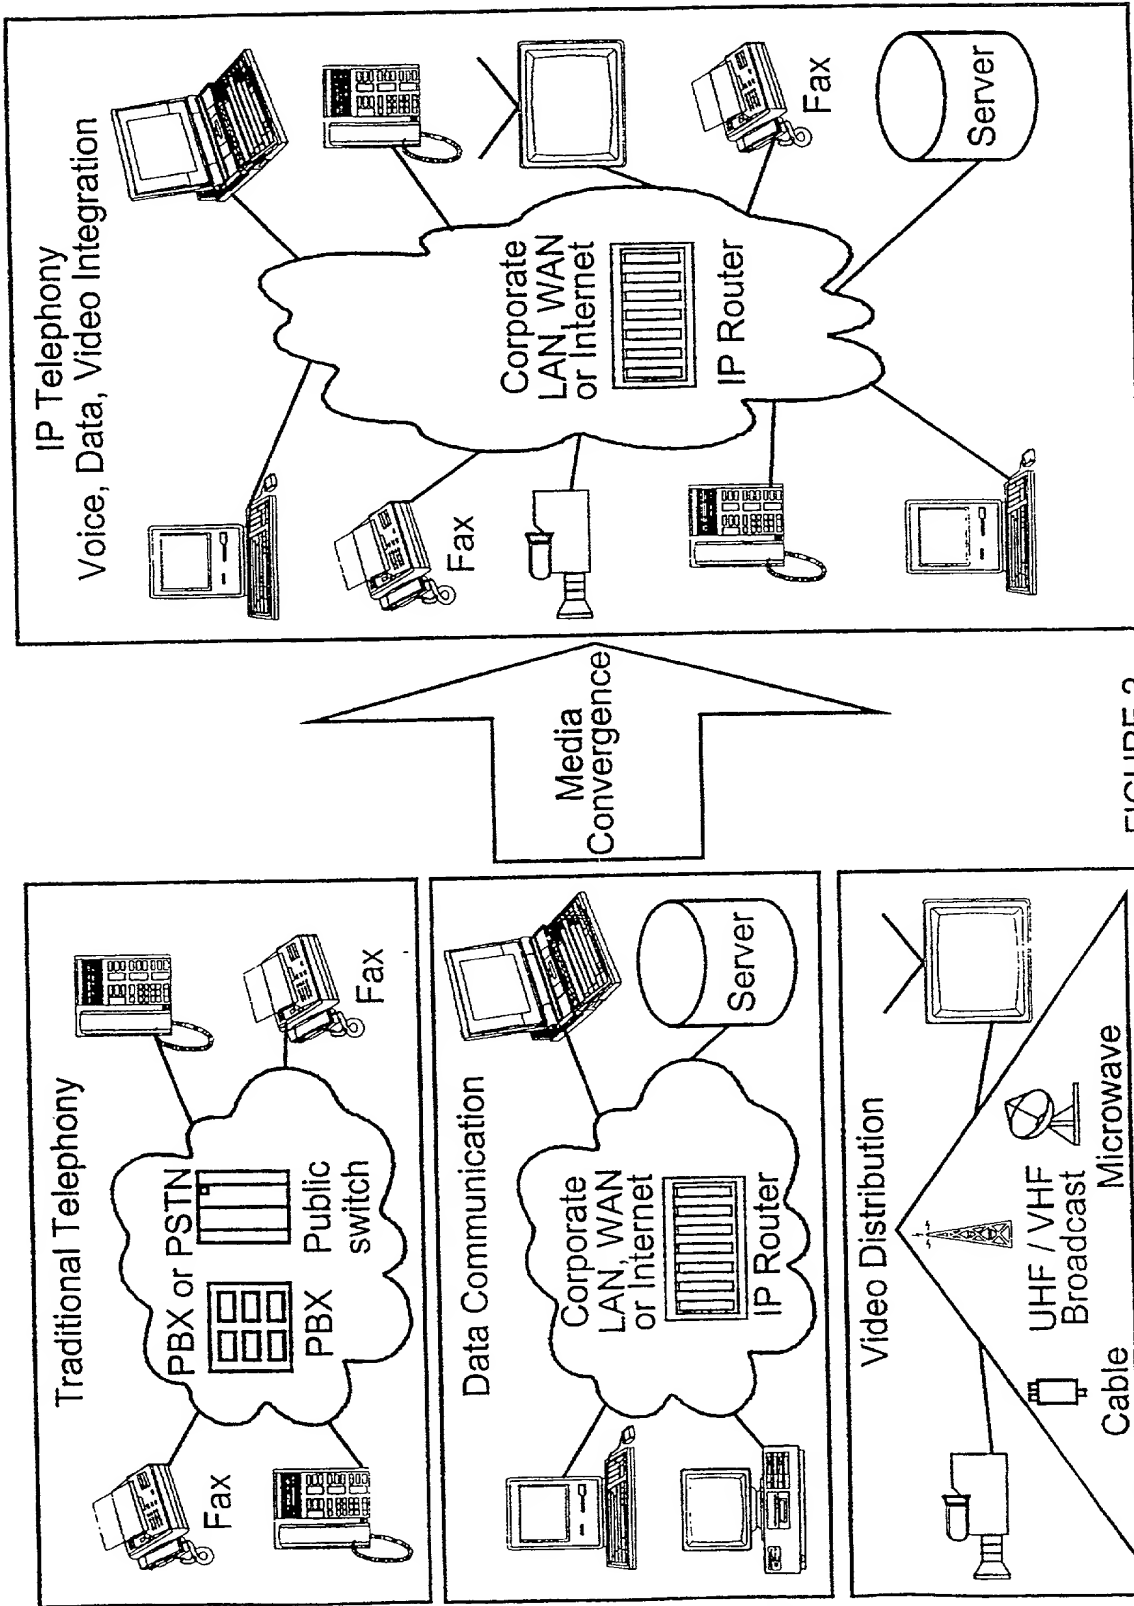 Traditional Telephony
PBX or PSTN
PBX
Public
switch
Fax
Fax
Data Communication
Corporate
LAN, WAN
or Internet
IP Router
Server
Video Distribution
Cable
UHF / VHF
Broadcast
Microwave
Media
Convergence
IP Telephony
Voice, Data, Video Integration
Fax
Corporate
LAN, WAN
or Internet
IP Router
Fax
Server
FIGURE